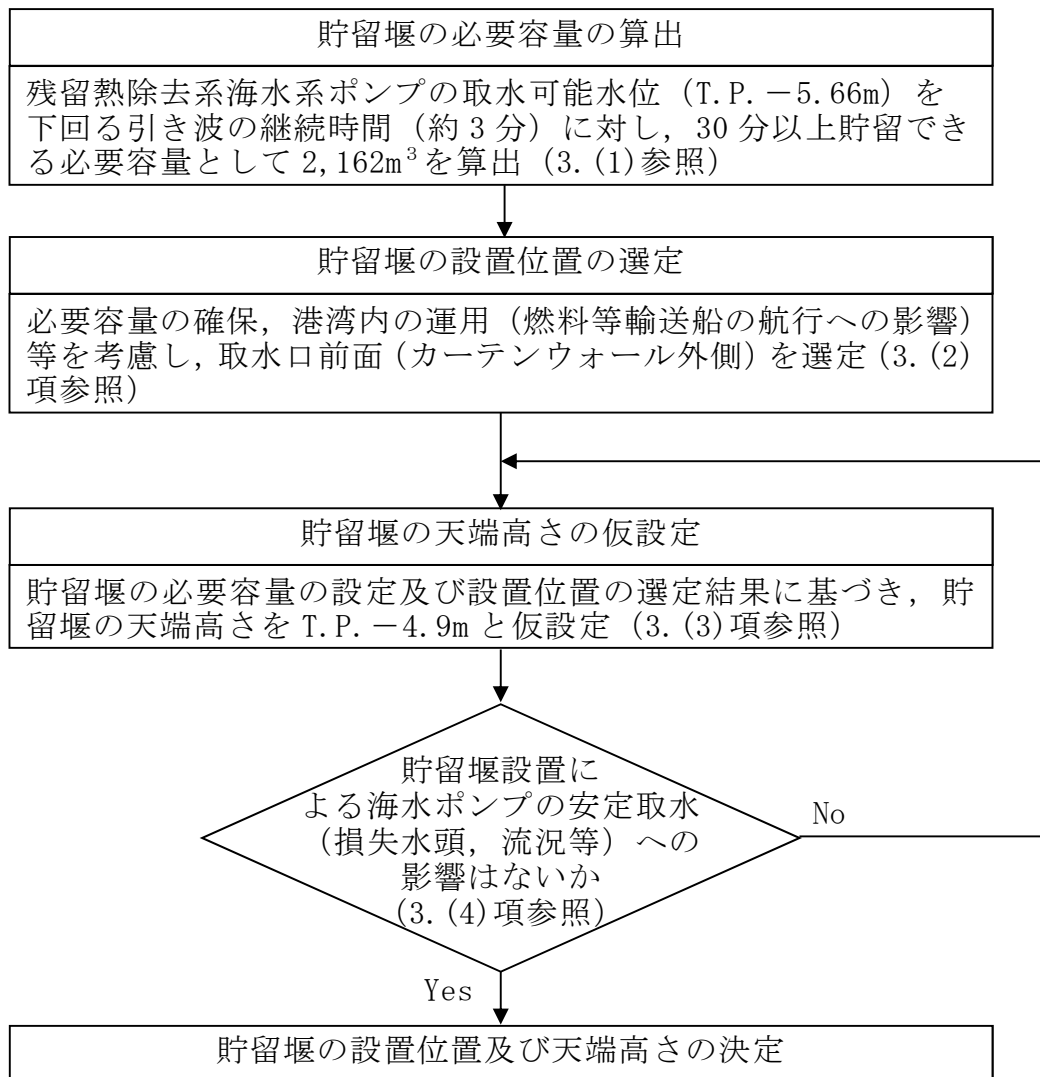 貯留堰の必要容量の算出
残留熱除去系海水系ポンプの取水可能水位（T.P.－5.66m）を
下回る引き波の継続時間（約3分）に対し，30分以上貯留でき
る必要容量として2,162m³を算出（3.(1)参照）
貯留堰の設置位置の選定
必要容量の確保，港湾内の運用（燃料等輸送船の航行への影響）
等を考慮し，取水口前面（カーテンウォール外側）を選定（3.(2)
項参照）
貯留堰の天端高さの仮設定
貯留堰の必要容量の設定及び設置位置の選定結果に基づき，貯
留堰の天端高さをT.P.－4.9mと仮設定（3.(3)項参照）
貯留堰設置に
よる海水ポンプの安定取水
（損失水頭，流況等）への
影響はないか
(3.(4)項参照)
No
Yes
貯留堰の設置位置及び天端高さの決定